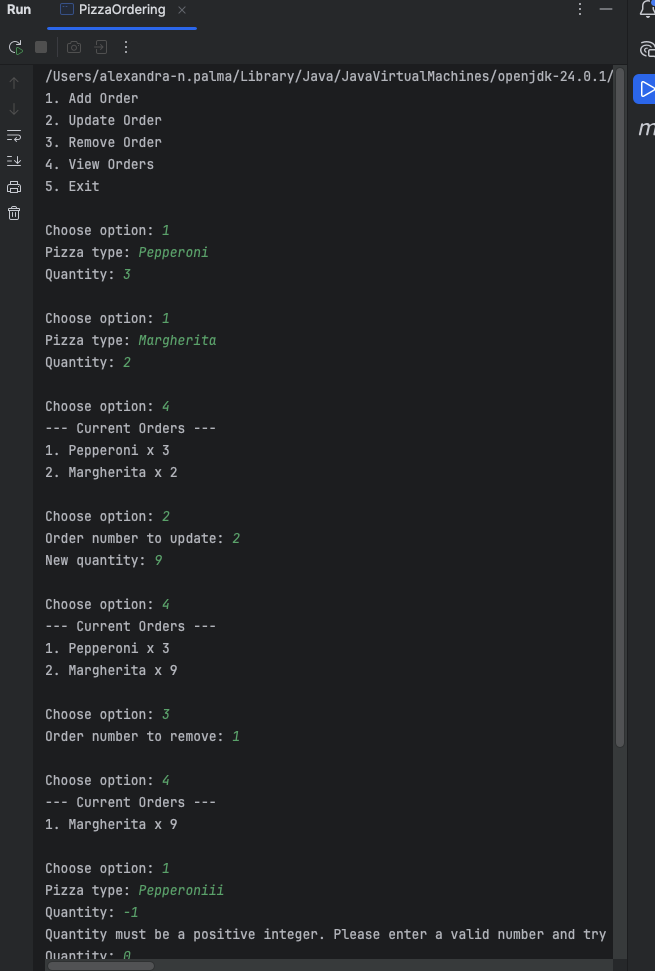 Run PizzaOrdering
/Users/alexandra-n.palma/Library/Java/JavaVirtualMachines/openjdk-24.0.1/
1. Add Order
2. Update Order
3. Remove Order
4. View Orders
5. Exit
Choose option: 1
Pizza type: Pepperoni
Quantity: 3
Choose option: 1
Pizza type: Margherita
Quantity: 2
Choose option: 4
--- Current Orders ---
1. Pepperoni x 3
2. Margherita x 2
Choose option: 2
Order number to update: 2
New quantity: 9
Choose option: 4
--- Current Orders ---
1. Pepperoni x 3
2. Margherita x 9
Choose option: 3
Order number to remove: 1
Choose option: 4
--- Current Orders ---
1. Margherita x 9
Choose option: 1
Pizza type: Pepperoniii
Quantity: -1
Quantity must be a positive integer. Please enter a valid number and try
Quantity: 0